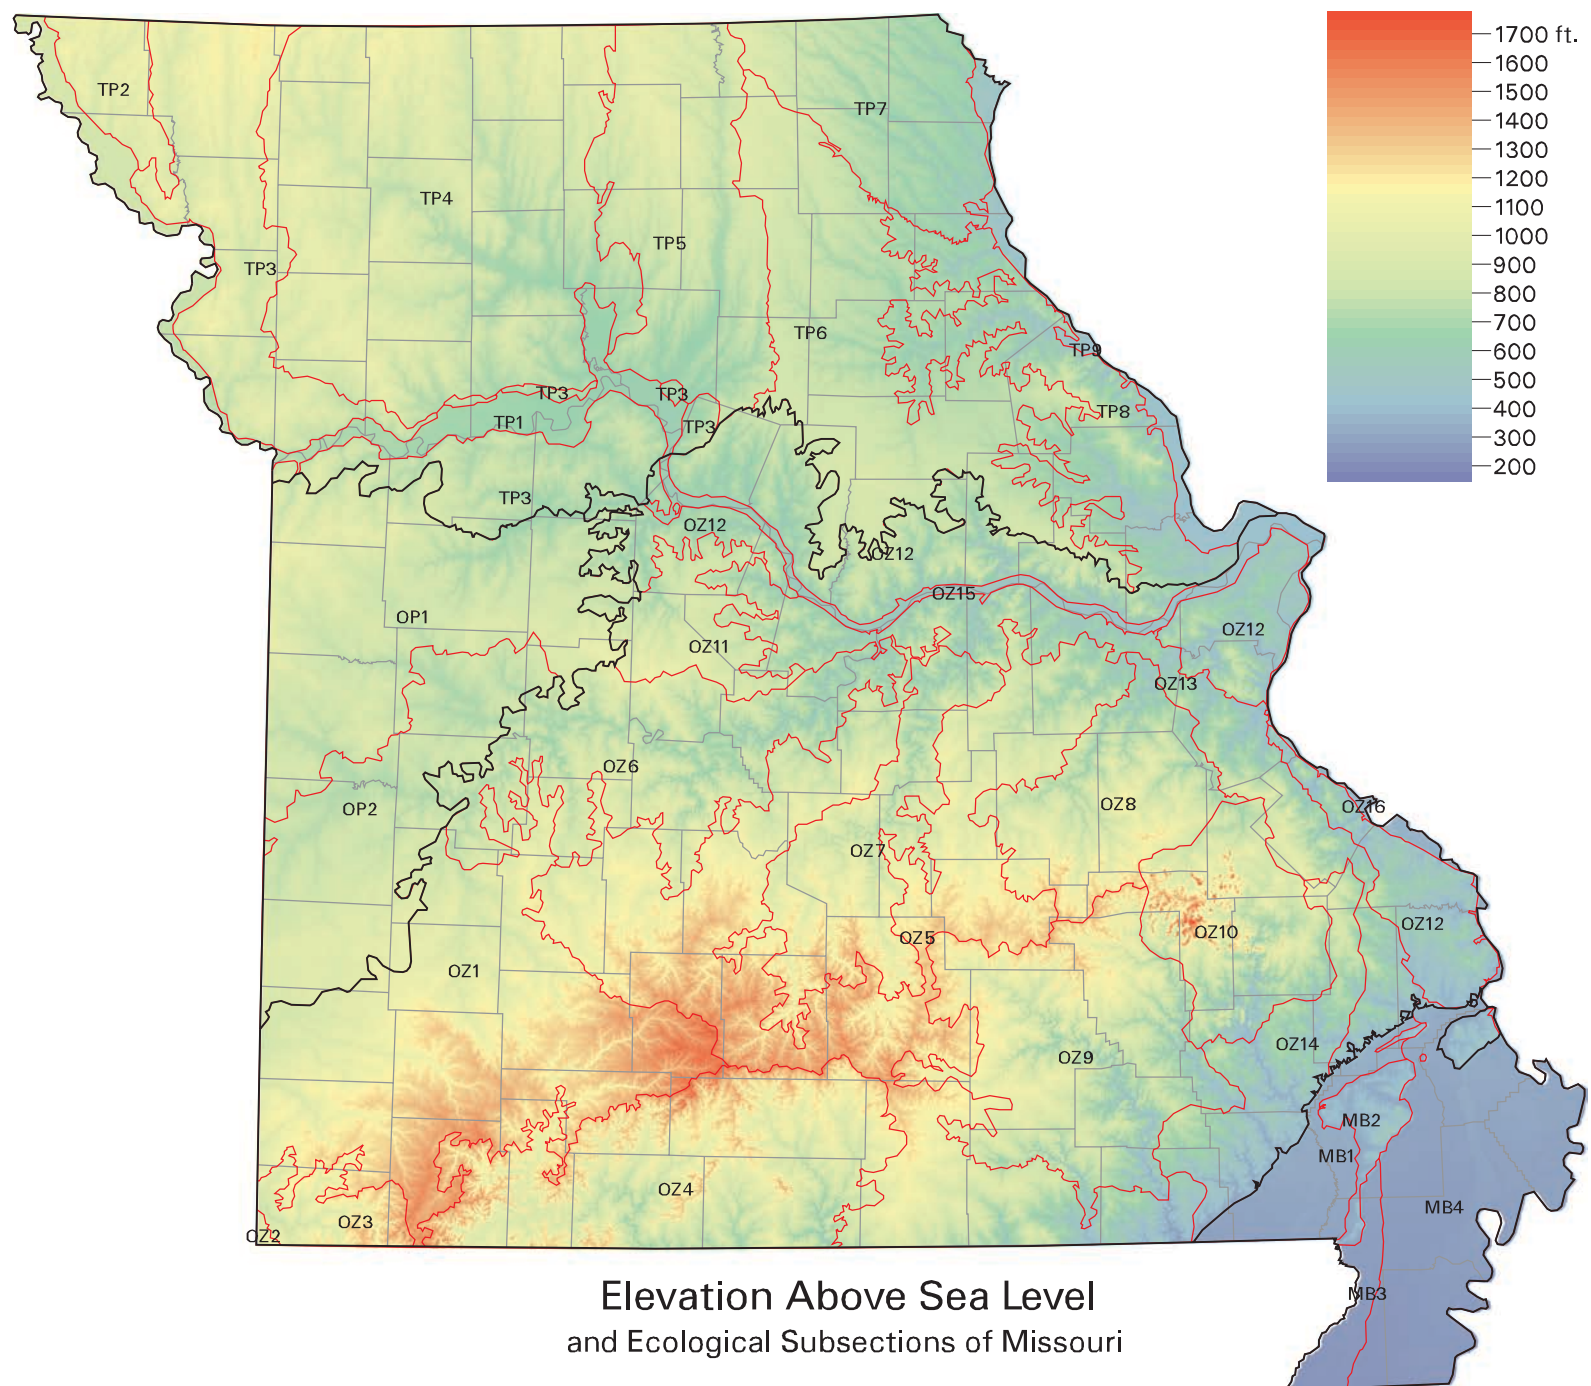 1700 ft.
1600
1500
1400
1300
1200
1100
1000
900
800
700
600
500
400
300
200
TP2
TP7
TP4
TP5
TP3
TP6
TP9
TP3
TP3
TP8
TP1
TP3
TP3
OZ12
OZ12
OZ15
OP1
OZ12
OZ11
OZ13
OZ6
OP2
OZ8
OZ16
OZ7
OZ12
OZ10
OZ5
OZ1
OZ14
OZ9
MB2
MB1
OZ4
MB4
OZ3
OZ2
MB3
Elevation Above Sea Level
and Ecological Subsections of Missouri